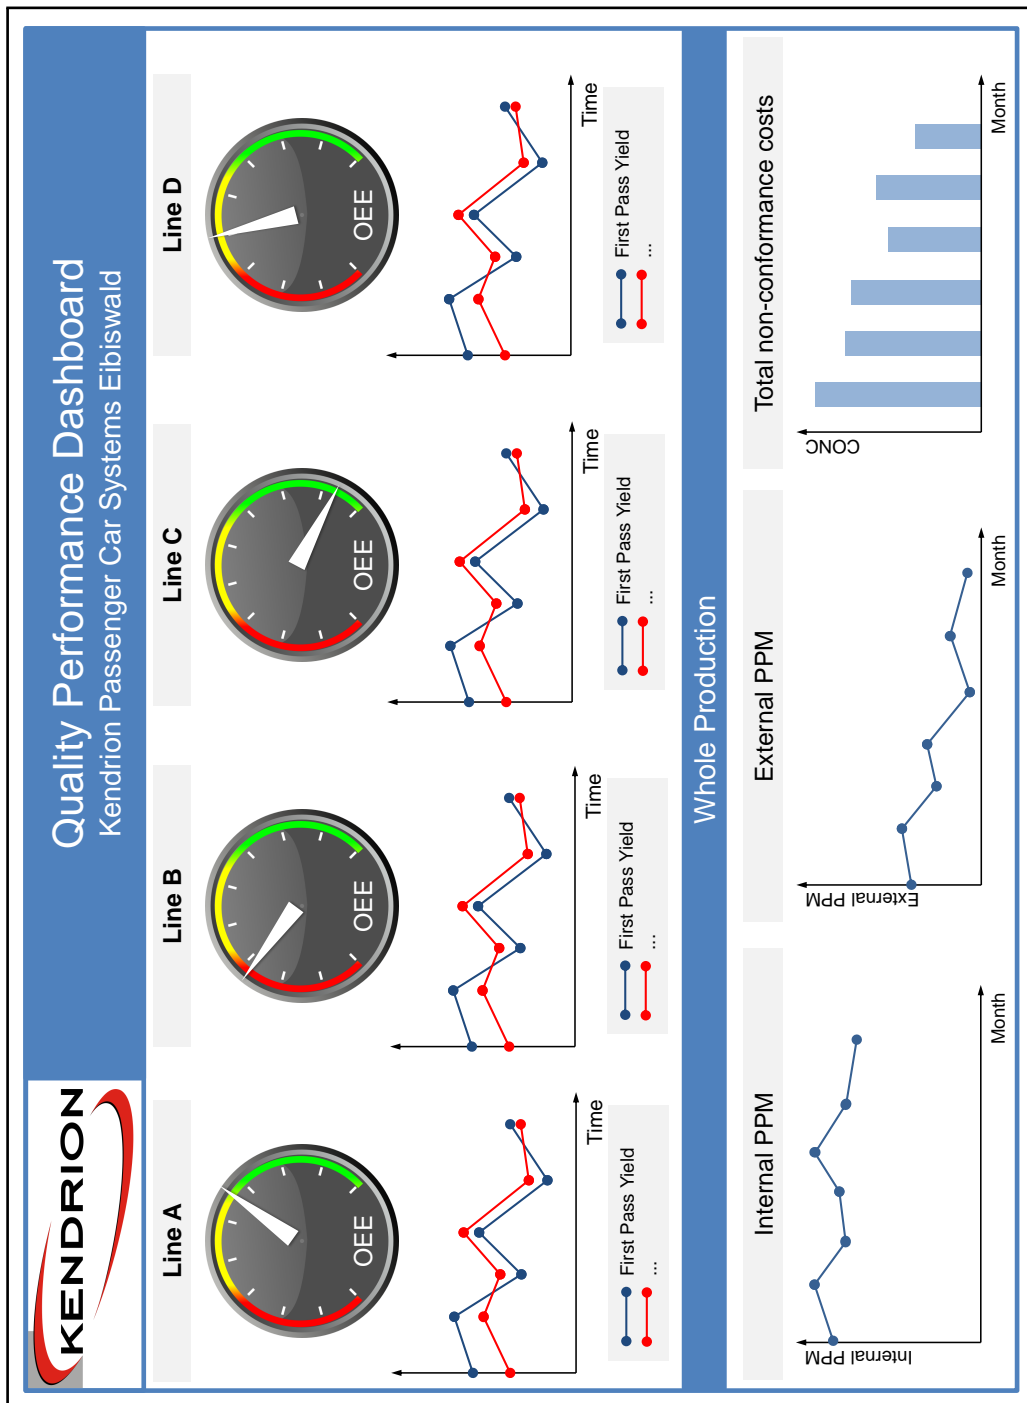 KENDRION
Quality Performance Dashboard
Kendrion Passenger Car Systems Eibiswald
Line A
Line B
Line C
Line D
OEE
OEE
OEE
OEE
Time
Time
Time
Time
First Pass Yield
...
First Pass Yield
...
First Pass Yield
...
First Pass Yield
...
Whole Production
Internal PPM
External PPM
Total non-conformance costs
Internal PPM
Month
External PPM
Month
CONC
Month